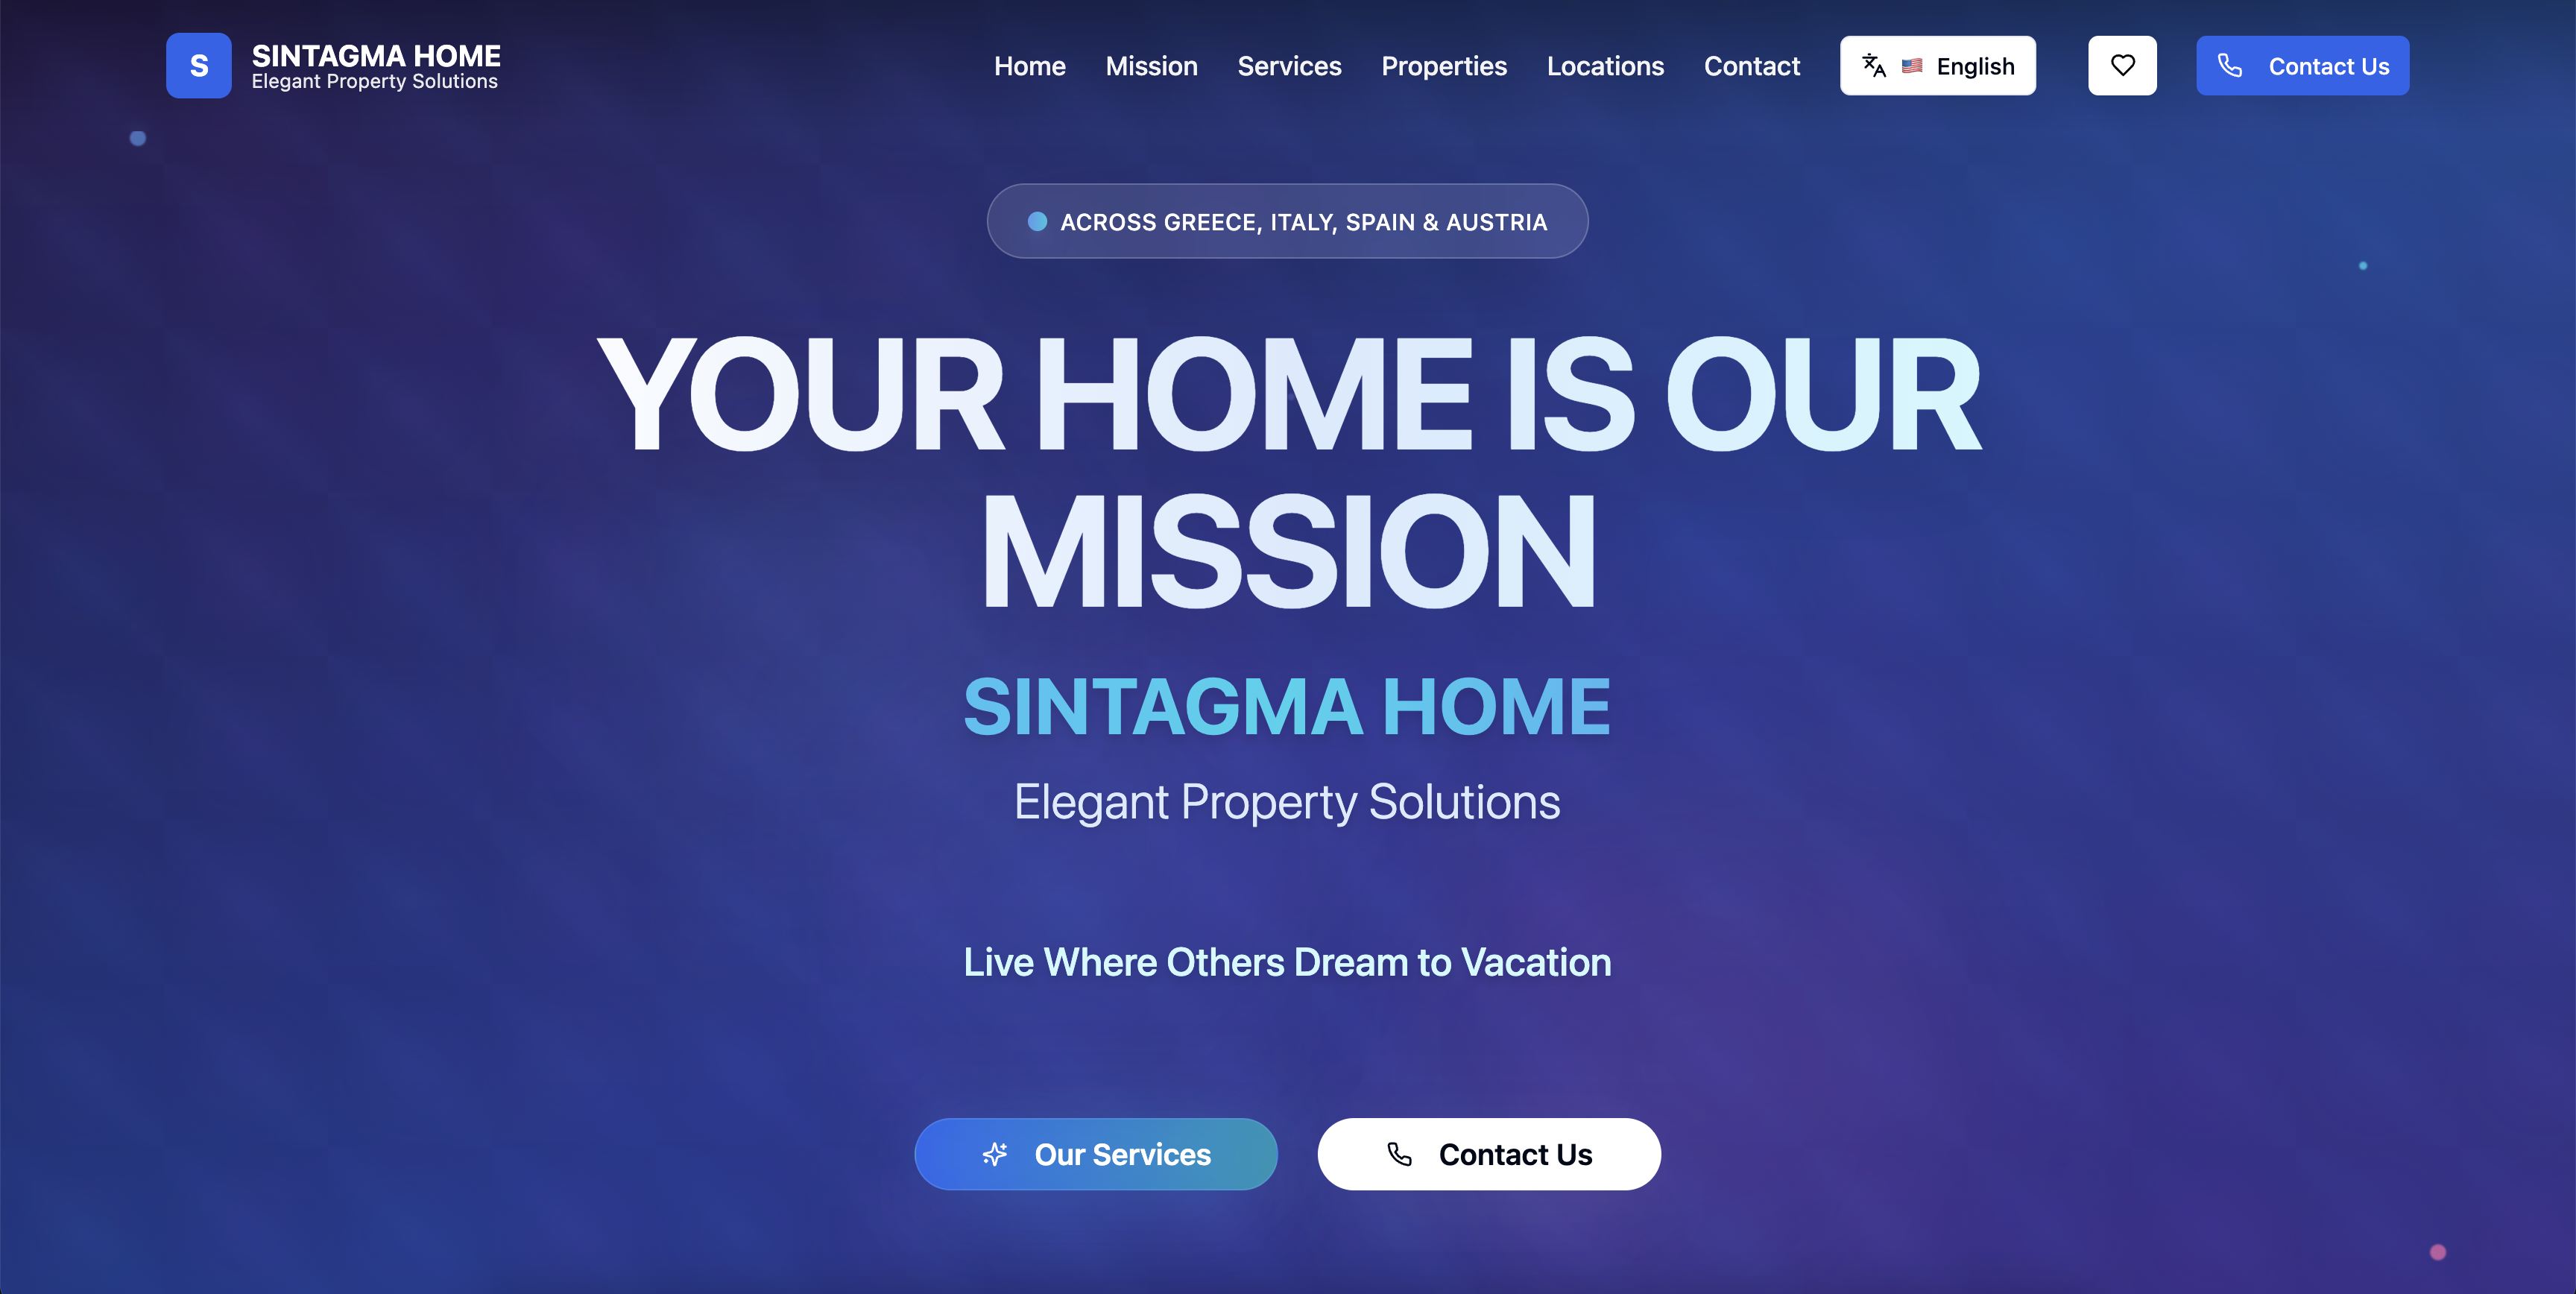 S
SINTAGMA HOME
Elegant Property Solutions
Home
Mission
Services
Properties
Locations
Contact
English
Contact Us
ACROSS GREECE, ITALY, SPAIN & AUSTRIA
YOUR HOME IS OUR
MISSION
SINTAGMA HOME
Elegant Property Solutions
Live Where Others Dream to Vacation
Our Services
Contact Us